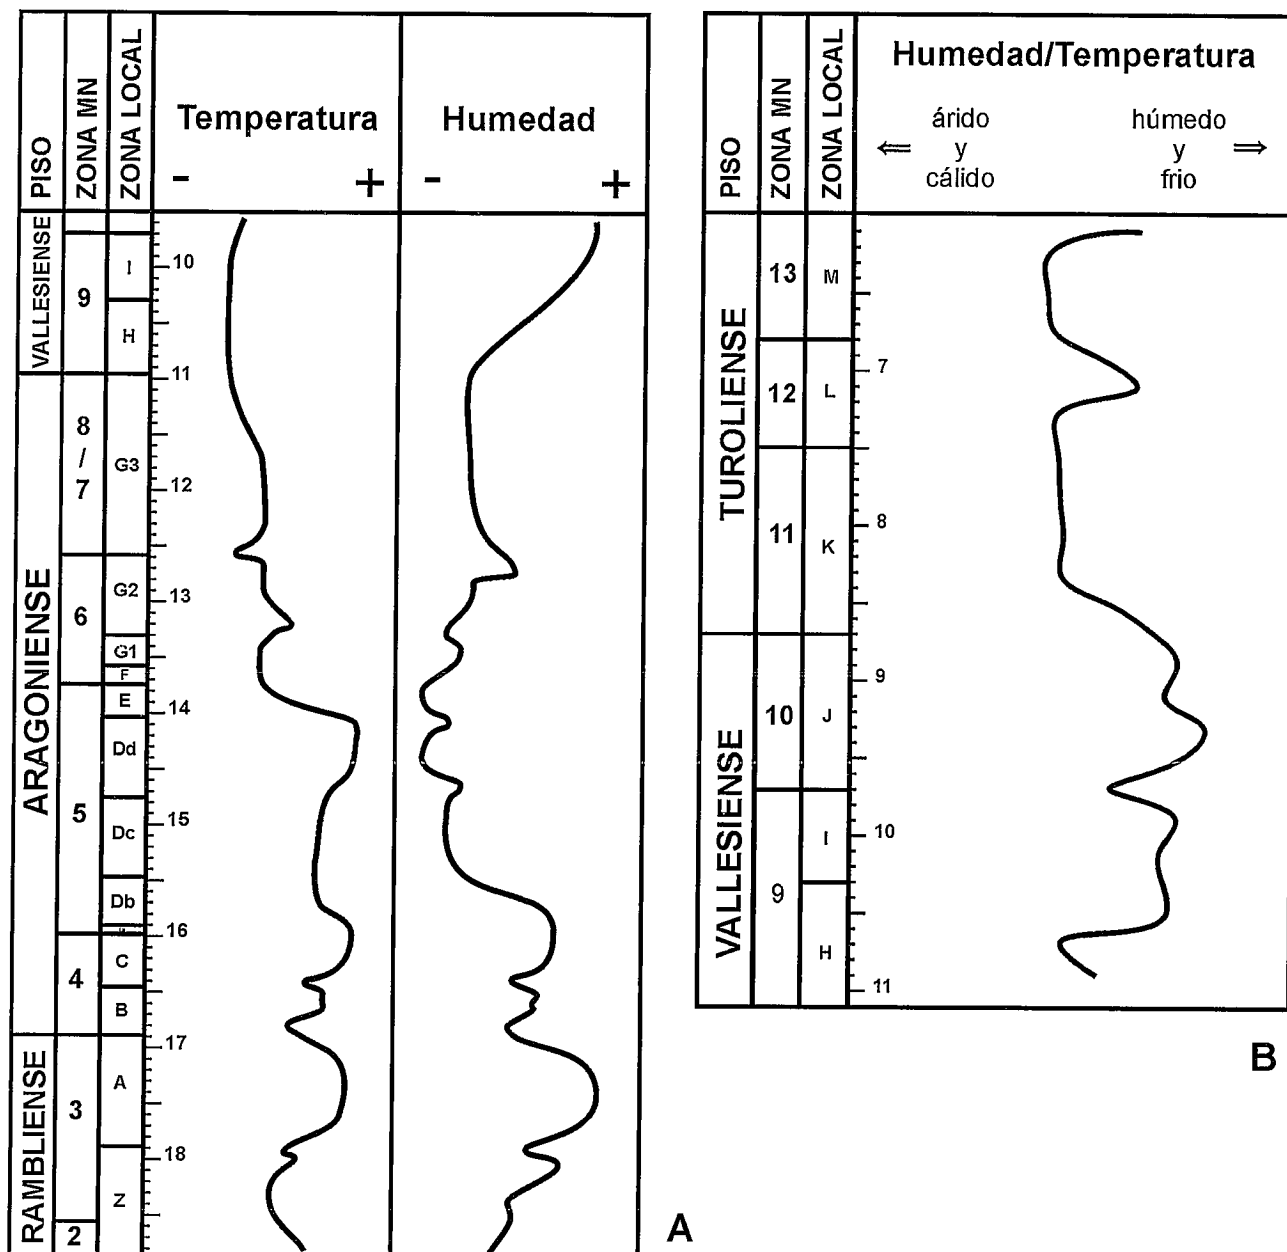 PISO
ZONA MN
ZONA LOCAL
Temperatura
- +
Humedad
- +
VALLESIENSE
ARAGONIENSE
RAMBLIENSE
9
8
/
7
6
5
4
3
2
I
H
G3
G2
G1
F
E
Dd
Dc
Db
C
B
A
Z
10
11
12
13
14
15
16
17
18
A
PISO
ZONA MN
ZONA LOCAL
Humedad/Temperatura
árido
y
cálido
⇐
húmedo
y
frio
⇒
TUROLIENSE
VALLESIENSE
13
12
11
10
9
M
L
K
J
I
H
7
8
9
10
11
B